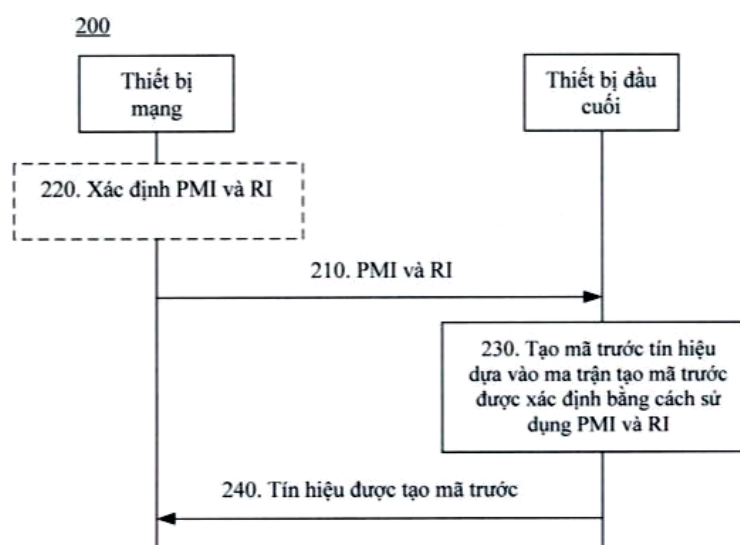 200
Thiết bị
mạng
Thiết bị đầu
cuối
220. Xác định PMI và RI
210. PMI và RI
230. Tạo mã trước tín hiệu
dựa vào ma trận tạo mã trước
được xác định bằng cách sử
dụng PMI và RI
240. Tín hiệu được tạo mã trước